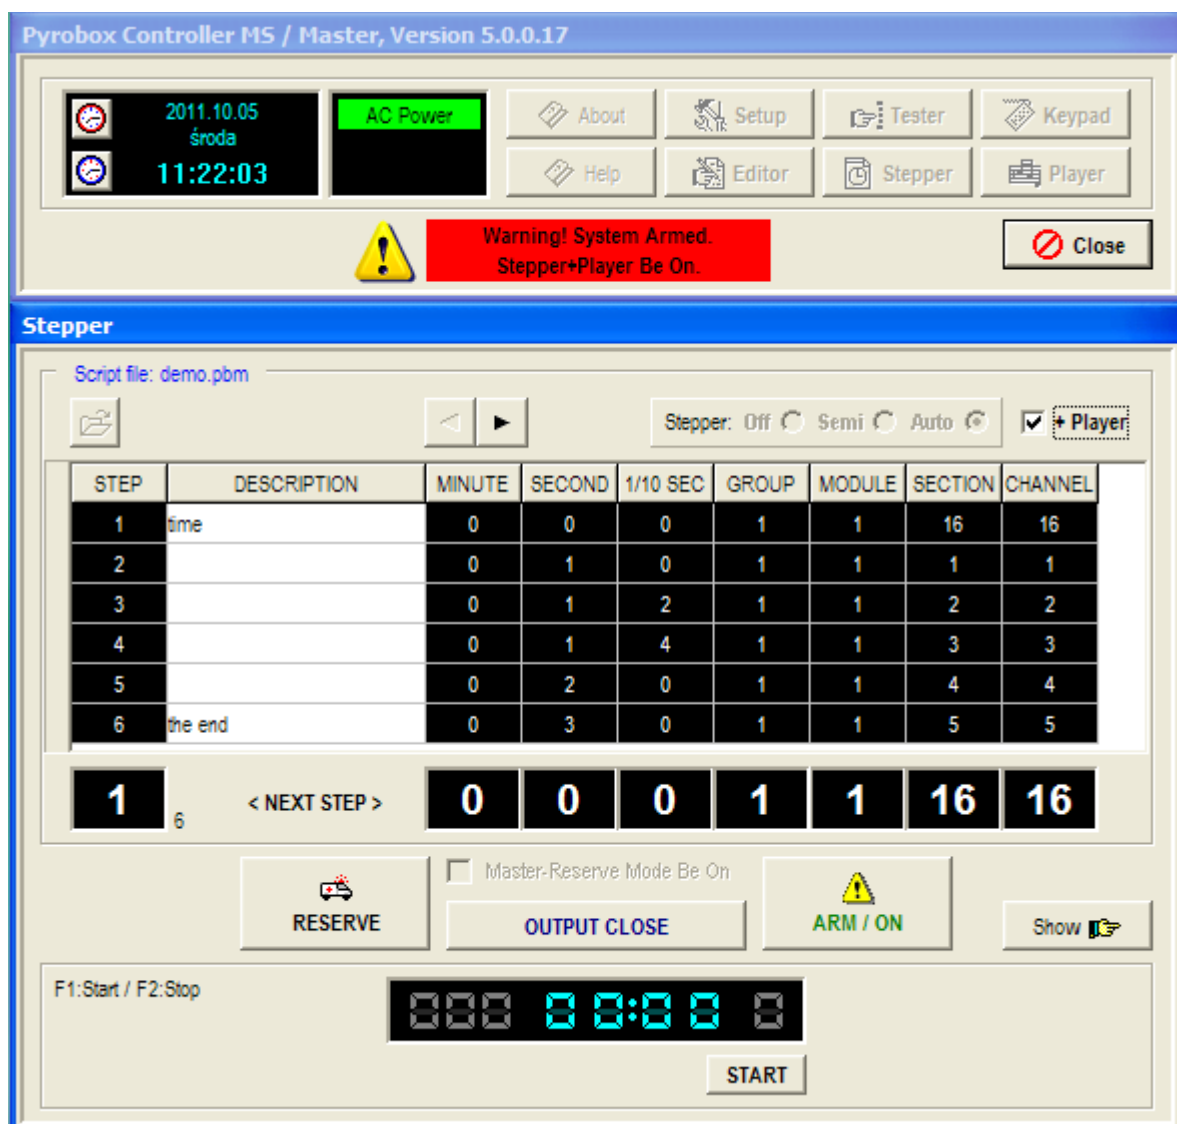 Pyrobox Controller MS / Master, Version 5.0.0.17
2011.10.05
środa
11:22:03
AC Power
About
Setup
Tester
Keypad
Help
Editor
Stepper
Player
Warning! System Armed.
Stepper+Player Be On.
Close
Stepper
Script file: demo.pbm
Stepper: Off Semi Auto + Player
STEP DESCRIPTION MINUTE SECOND 1/10 SEC GROUP MODULE SECTION CHANNEL
1 time 0 0 0 1 1 16 16
2 0 1 0 1 1 1 1
3 0 1 2 1 1 2 2
4 0 1 4 1 1 3 3
5 0 2 0 1 1 4 4
6 the end 0 3 0 1 1 5 5
1 6 < NEXT STEP > 0 0 0 1 1 16 16
Master-Reserve Mode Be On
RESERVE
OUTPUT CLOSE
ARM / ON
Show
F1:Start / F2:Stop
888 00:00 8
START